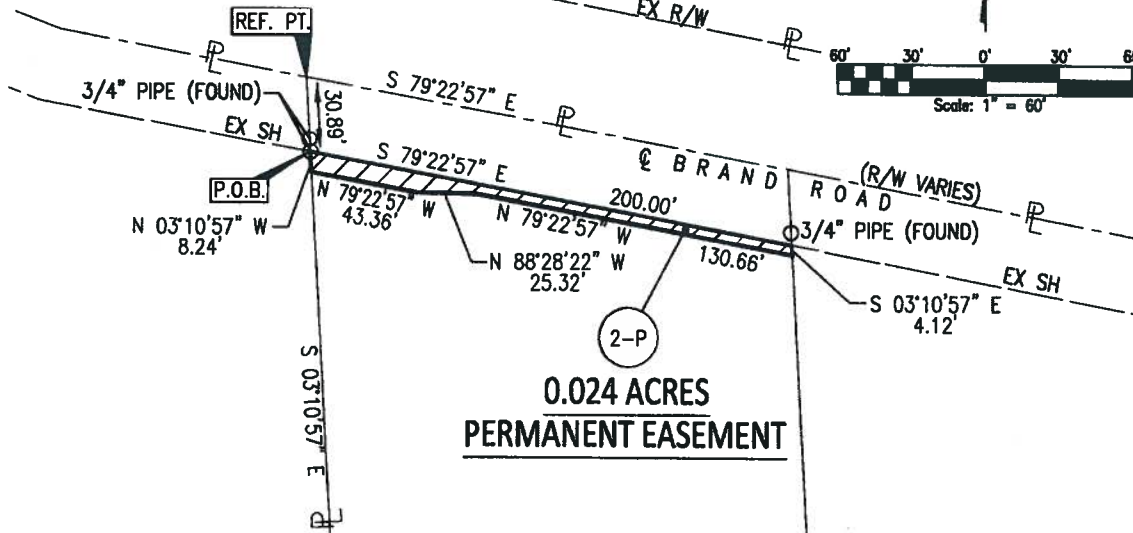 EX R/W
REF. PT.
60' 30' 0' 30' 60
Scale: 1" = 60'
3/4" PIPE (FOUND)
30.89'
S 79°22'57" E
EX SH
S 79°22'57" E
℄ BRAND ROAD
(R/W VARIES)
P.O.B.
N 79°22'57" W
43.36'
200.00'
N 79°22'57" W
130.66'
3/4" PIPE (FOUND)
N 03°10'57" W
8.24'
N 88°28'22" W
25.32'
EX SH
S 03°10'57" E
4.12'
2-P
S 03°10'57" E
0.024 ACRES
PERMANENT EASEMENT